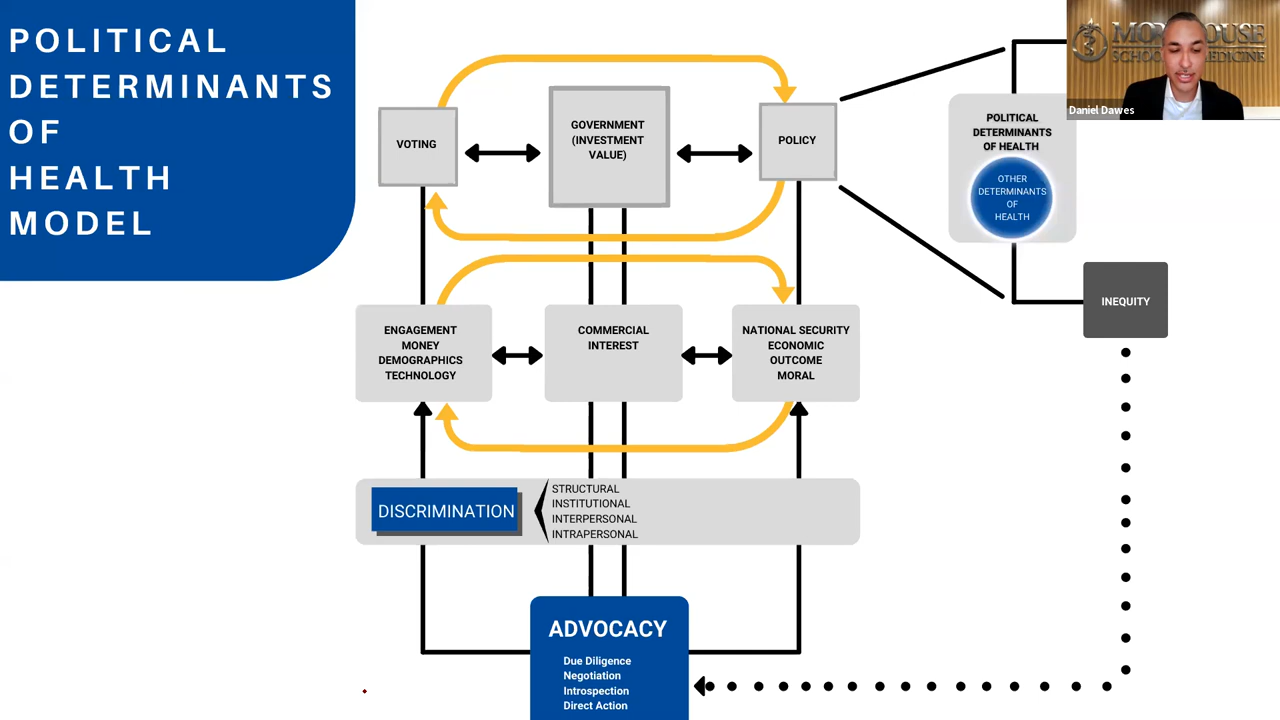 POLITICAL
DETERMINANTS
OF
HEALTH
MODEL
VOTING
GOVERNMENT
(INVESTMENT
VALUE)
POLICY
POLITICAL
DETERMINANTS
OF HEALTH
OTHER
DETERMINANTS
OF
HEALTH
SCHOOL MEDICINE
Daniel Dawes
INEQUITY
ENGAGEMENT
MONEY
DEMOGRAPHICS
TECHNOLOGY
COMMERCIAL
INTEREST
NATIONAL SECURITY
ECONOMIC
OUTCOME
MORAL
DISCRIMINATION
STRUCTURAL
INSTITUTIONAL
INTERPERSONAL
INTRAPERSONAL
ADVOCACY
Due Diligence
Negotiation
Introspection
Direct Action